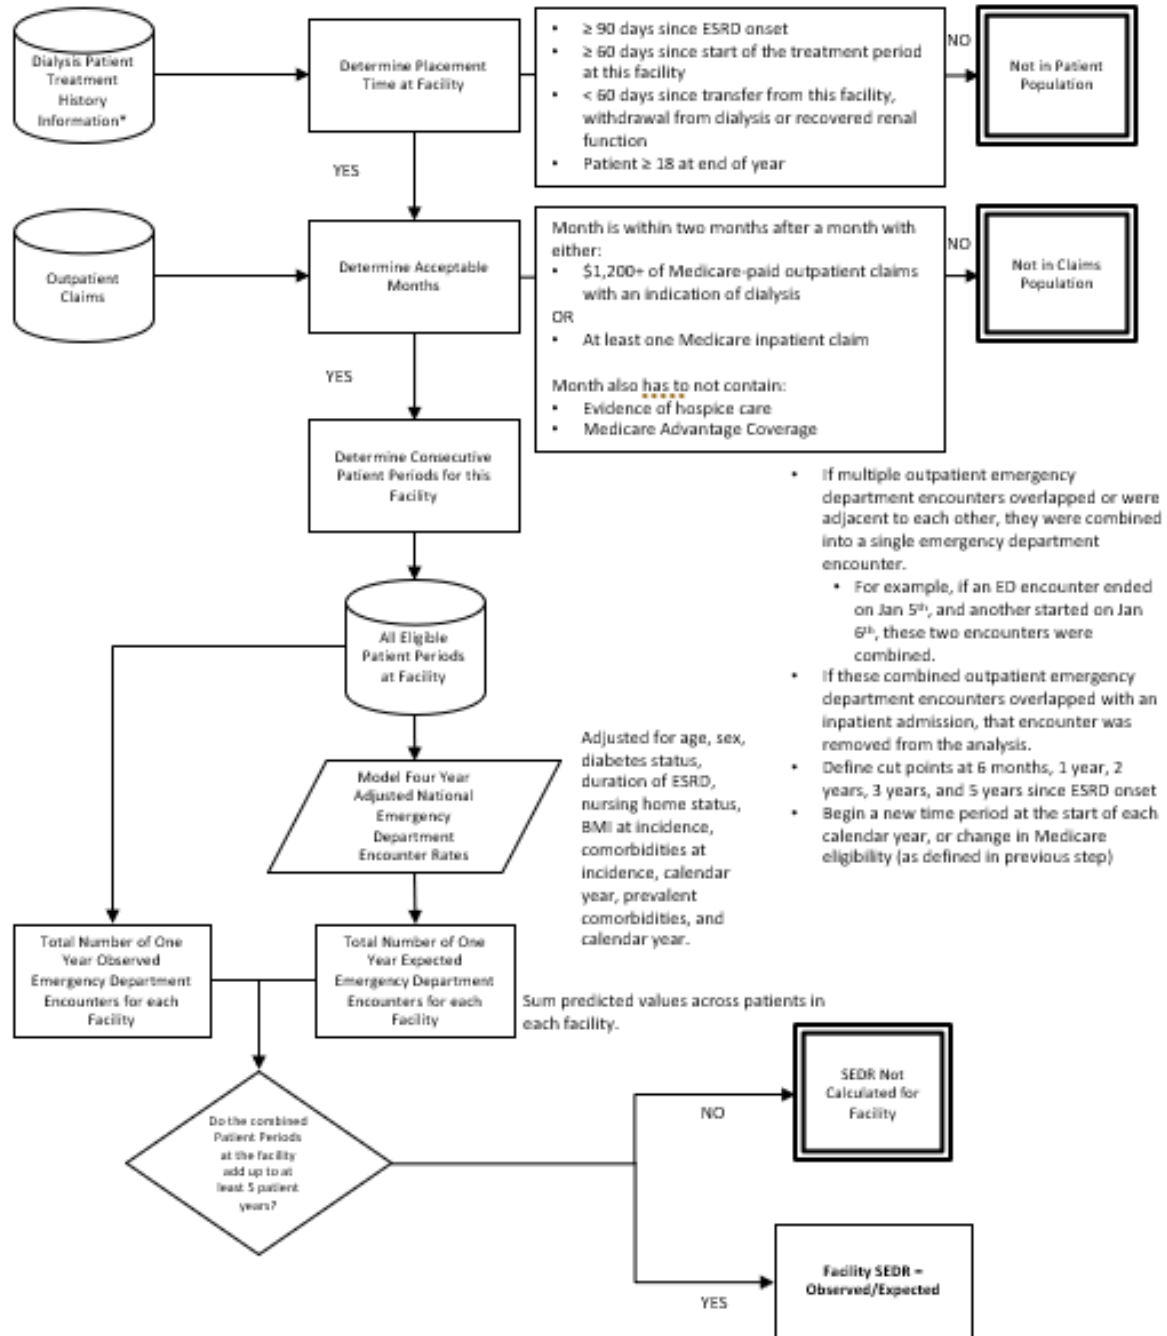 Dialysis Patient
Treatment
History
Information*
Determine Placement
Time at Facility
• ≥ 90 days since ESRD onset
• ≥ 60 days since start of the treatment period
at this facility
• < 60 days since transfer from this facility,
withdrawal from dialysis or recovered renal
function
• Patient ≥ 18 at end of year
NO
Not in Patient
Population
YES
Outpatient
Claims
Determine Acceptable
Months
Month is within two months after a month with
either:
• $1,200+ of Medicare-paid outpatient claims
with an indication of dialysis
OR
• At least one Medicare inpatient claim
Month also has to not contain:
• Evidence of hospice care
• Medicare Advantage Coverage
NO
Not in Claims
Population
YES
Determine Consecutive
Patient Periods for this
Facility
• If multiple outpatient emergency
department encounters overlapped or were
adjacent to each other, they were combined
into a single emergency department
encounter.
• For example, if an ED encounter ended
on Jan 5th, and another started on Jan
6th, these two encounters were
combined.
• If these combined outpatient emergency
department encounters overlapped with an
inpatient admission, that encounter was
removed from the analysis.
• Define cut points at 6 months, 1 year, 2
years, 3 years, and 5 years since ESRD onset
• Begin a new time period at the start of each
calendar year, or change in Medicare
eligibility (as defined in previous step)
All Eligible
Patient Periods
at Facility
Model Four Year
Adjusted National
Emergency
Department
Encounter Rates
Adjusted for age, sex,
diabetes status,
duration of ESRD,
nursing home status,
BMI at incidence,
comorbidities at
incidence, calendar
year, prevalent
comorbidities, and
calendar year.
Total Number of One
Year Observed
Emergency Department
Encounters for each
Facility
Total Number of One
Year Expected
Emergency Department
Encounters for each
Facility
Sum predicted values across patients in
each facility.
Do the combined
Patient Periods
at the facility
add up to at
least 5 patient
years?
NO
SEDR Not
Calculated for
Facility
YES
Facility SEDR =
Observed/Expected